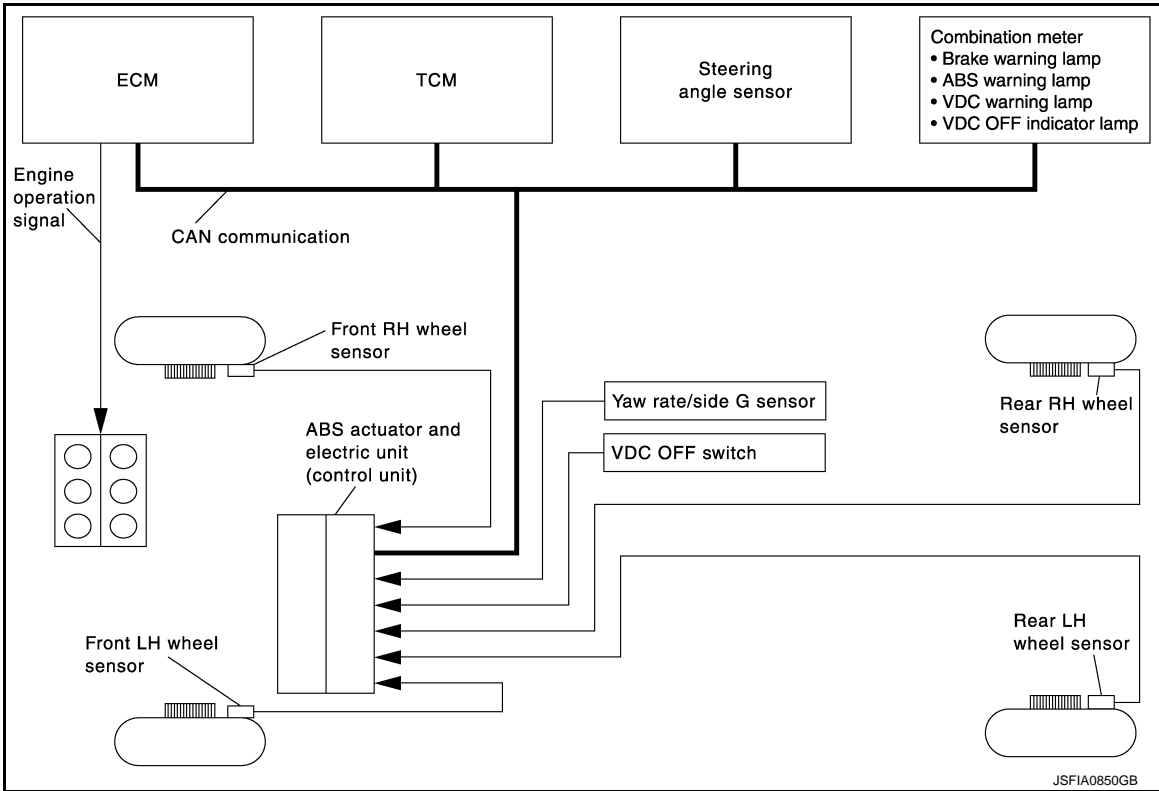 ECM
TCM
Steering
angle sensor
Combination meter
• Brake warning lamp
• ABS warning lamp
• VDC warning lamp
• VDC OFF indicator lamp
Engine
operation
signal
CAN communication
Front RH wheel
sensor
Rear RH wheel
sensor
Yaw rate/side G sensor
VDC OFF switch
ABS actuator and
electric unit
(control unit)
Front LH wheel
sensor
Rear LH
wheel sensor
JSFIA0850GB